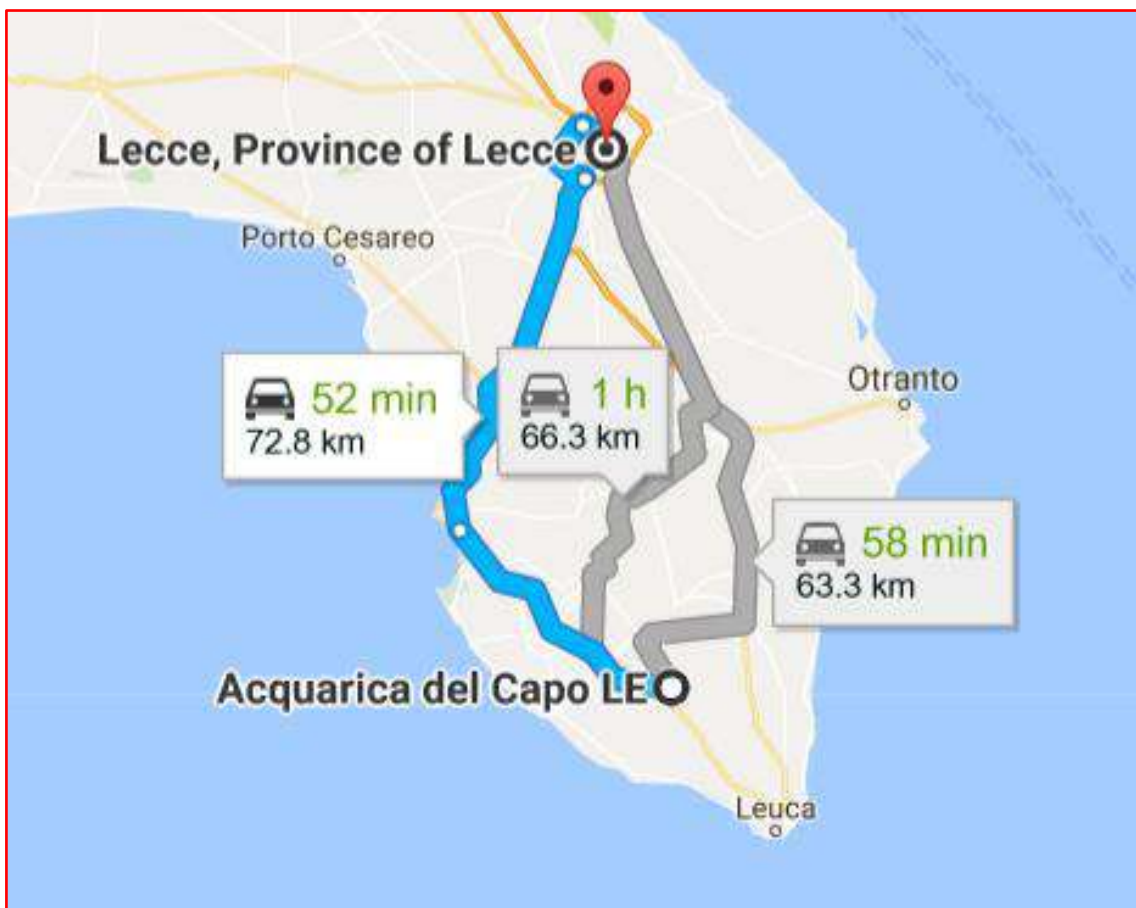 Lecce, Province of Lecce
Porto Cesareo
52 min
72.8 km
1 h
66.3 km
Otranto
58 min
63.3 km
Acquarica del Capo LE
Leuca